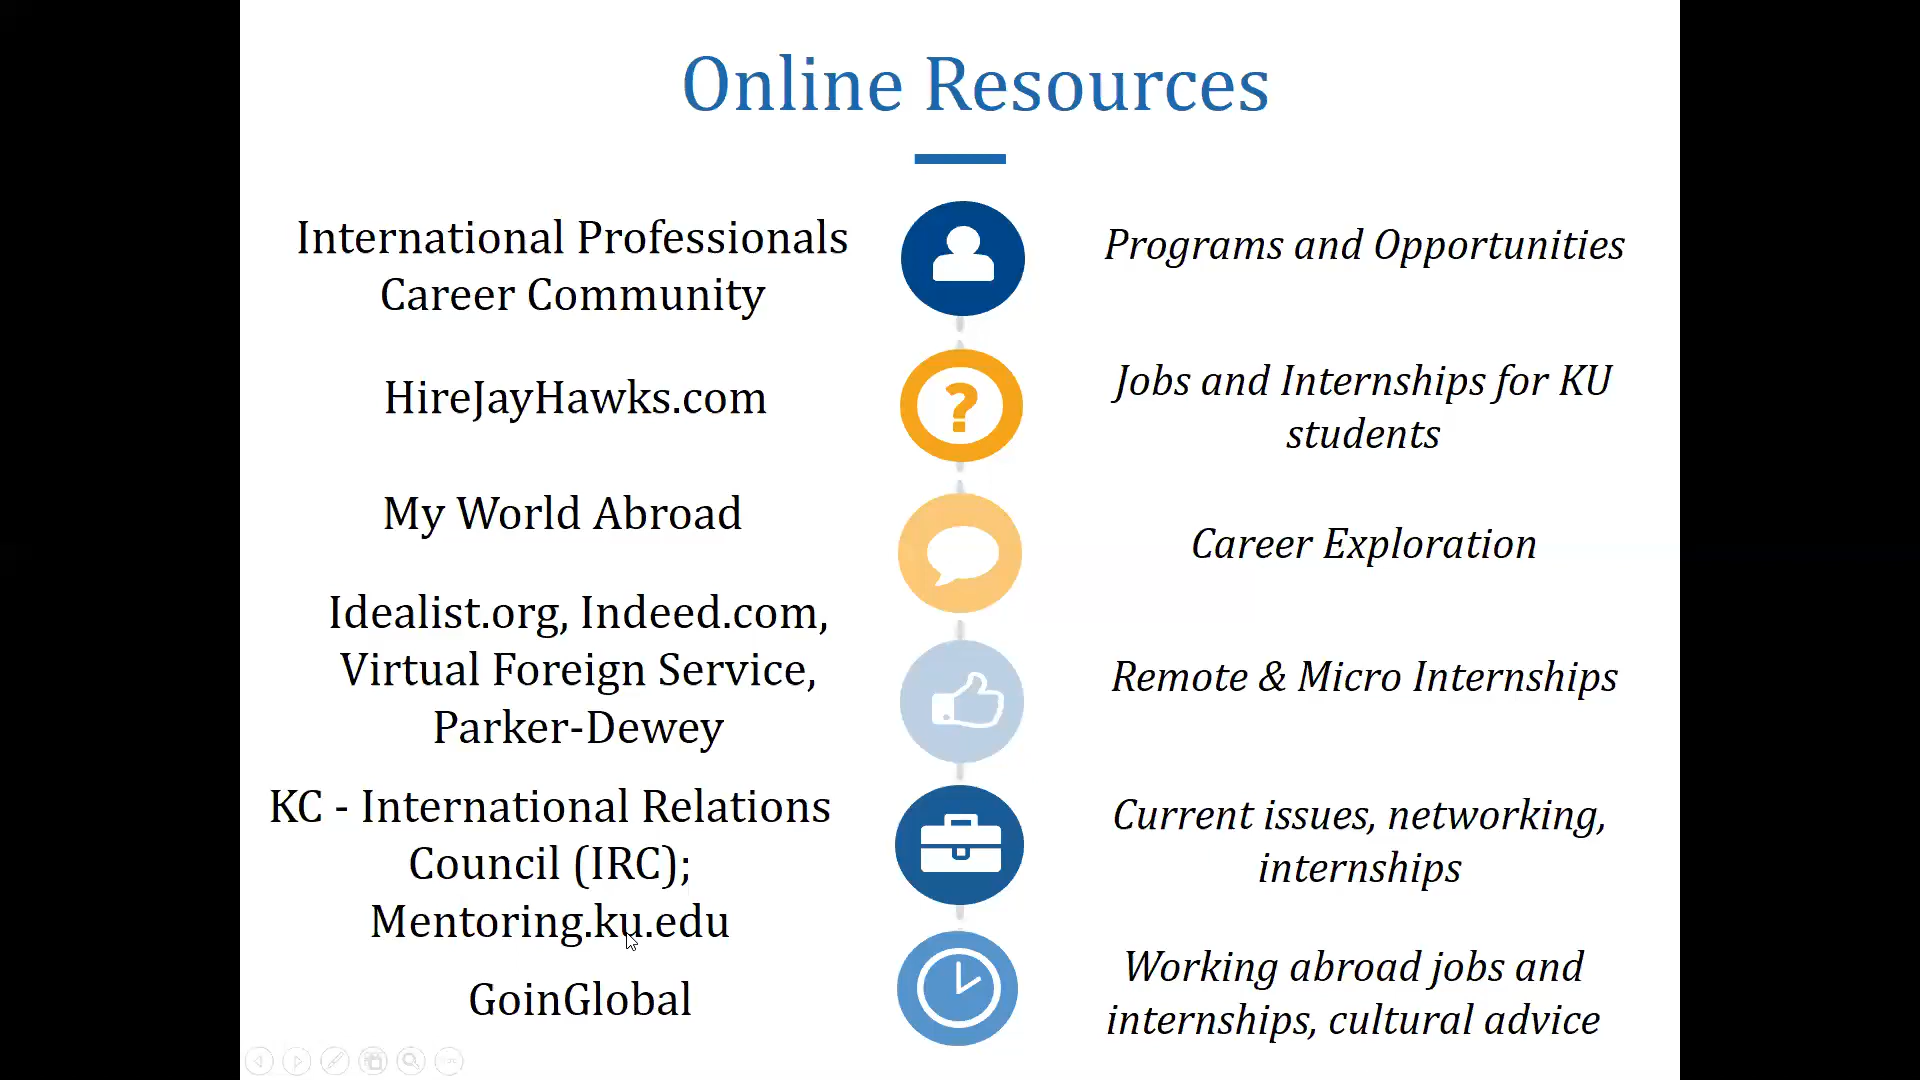 Online Resources
International Professionals
Career Community
Programs and Opportunities
HireJayHawks.com
Jobs and Internships for KU
students
My World Abroad
Career Exploration
Idealist.org, Indeed.com,
Virtual Foreign Service,
Parker-Dewey
Remote & Micro Internships
KC - International Relations
Council (IRC);
Mentoring.ku.edu
Current issues, networking,
internships
GoinGlobal
Working abroad jobs and
internships, cultural advice